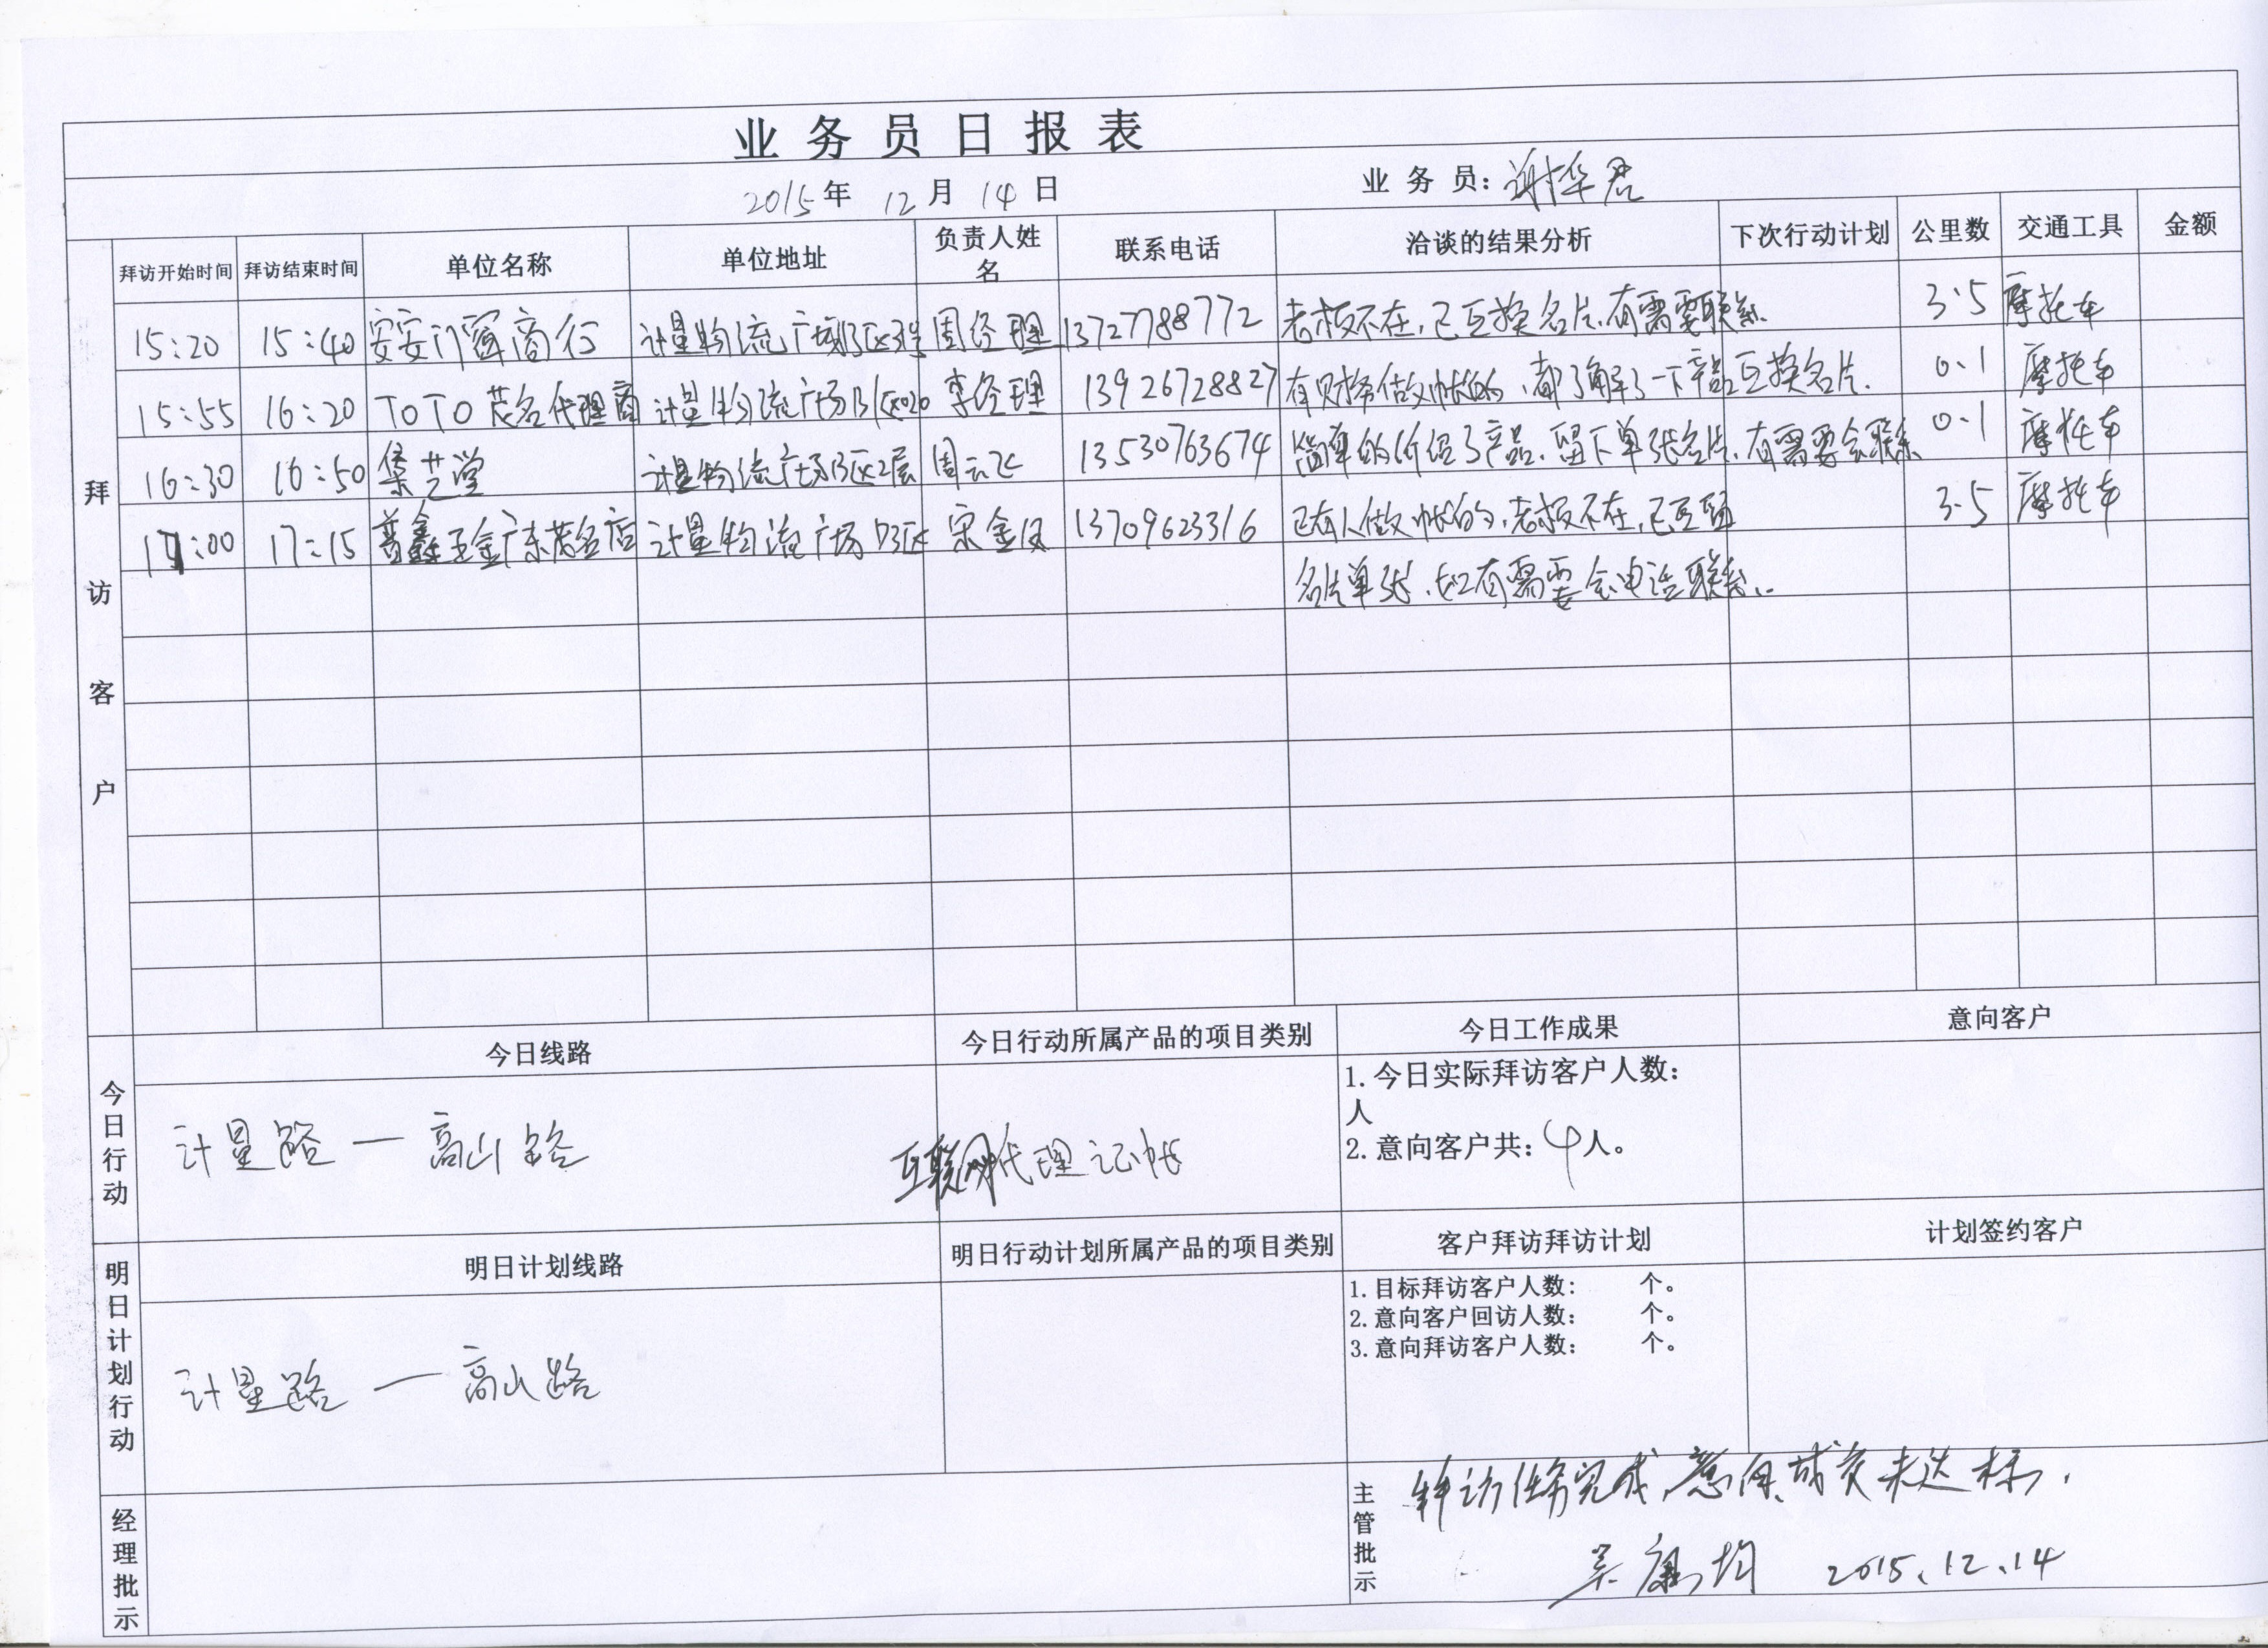 业务员日报表
2015年 12月 14日 业务员：谢华君
拜访客户 拜访开始时间 拜访结束时间 单位名称 单位地址 负责人姓名 联系电话 洽谈的结果分析 下次行动计划 公里数 交通工具 金额
15:20 15:40 安安门窗商行 计量物流广场B区 周经理 13727788772 老板不在，已互换名片，有需要联系 3.5 摩托车
15:55 16:20 TOTO茂名代理商 计量物流广场B区 李经理 13926728827 有财务做帐的，都了解了一下产品互换名片. 0.1 摩托车
16:30 16:50 集艺堂 计量物流广场B区2层 周云飞 13530763674 简单的介绍了产品，留下单张名片，有需要会联系 0.1 摩托车
17:00 17:15 普鑫五金广东茂名店 计量物流广场 宋金仪 13709623316 已有人做帐的，老板不在，已互留 3.5 摩托车
名片单张，如有需要会电话联系..
今日行动 今日线路 今日行动所属产品的项目类别 今日工作成果 意向客户
计量路 — 高山路 互联网代理记帐 1.今日实际拜访客户人数：
人
2.意向客户共：4人。
明日计划行动 明日计划线路 明日行动计划所属产品的项目类别 客户拜访拜访计划 计划签约客户
计量路 — 高山路
1.目标拜访客户人数： 个。
2.意向客户回访人数： 个。
3.意向拜访客户人数： 个。
经理批示 主管批示 拜访任务完成，意向、成交未达标.
2015.12.14